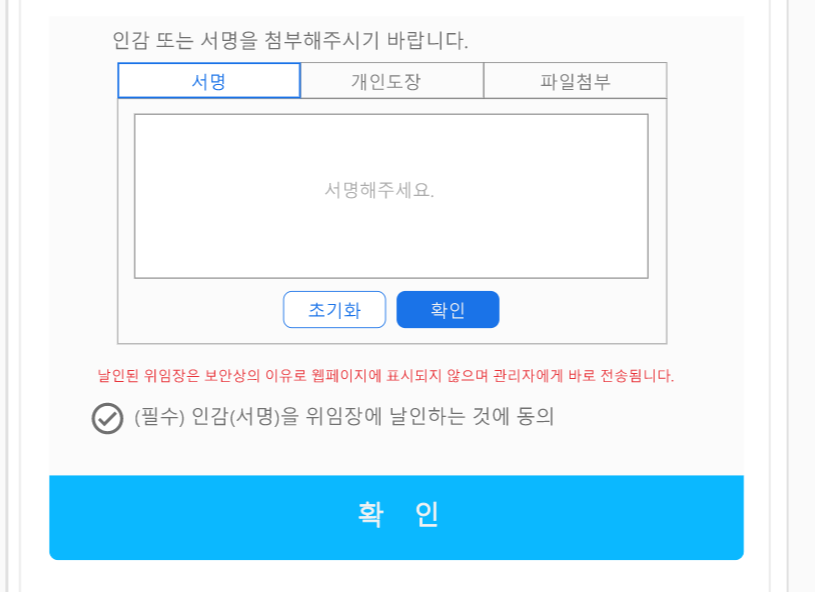 인감 또는 서명을 첨부해주시기 바랍니다.
서명 개인도장 파일첨부
서명해주세요.
초기화 확인
날인된 위임장은 보안상의 이유로 웹페이지에 표시되지 않으며 관리자에게 바로 전송됩니다.
(필수) 인감(서명)을 위임장에 날인하는 것에 동의
확 인